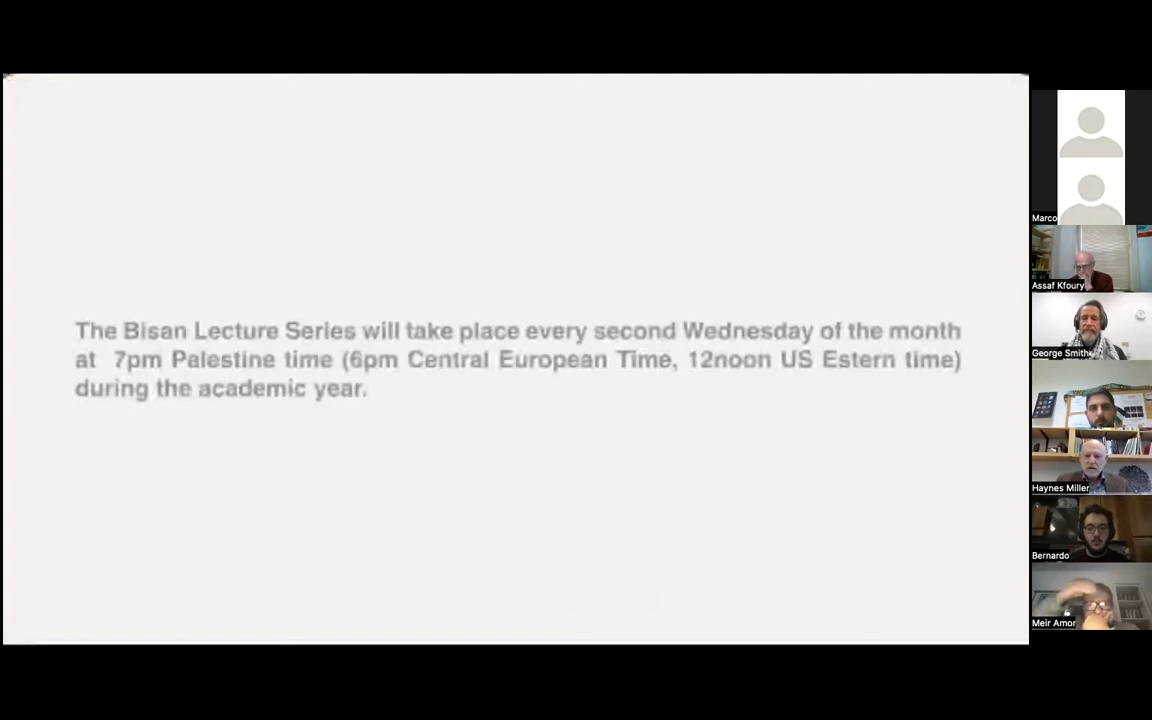 The Bisan Lecture Series will take place every second Wednesday of the month
at 7pm Palestine time (6pm Central European Time, 12noon US Estern time)
during the academic year.
Marco
Assaf Kfoury
George Smith
Haynes Miller
Bernardo
Meir Amor